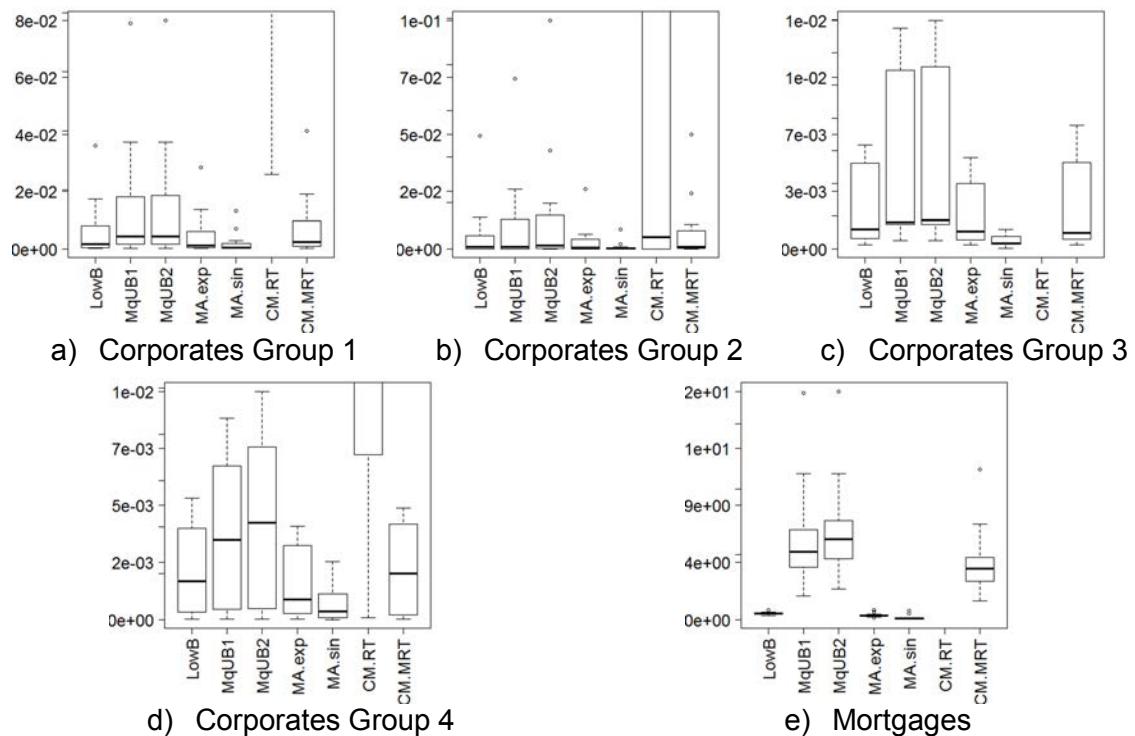 8e-02
6e-02
4e-02
2e-02
0e+00
LowB
MqUB1
MqUB2
MA.exp
MA.sin
CM.RT
CM.MRT
a) Corporates Group 1
1e-01
7e-02
5e-02
2e-02
0e+00
LowB
MqUB1
MqUB2
MA.exp
MA.sin
CM.RT
CM.MRT
b) Corporates Group 2
1e-02
1e-02
7e-03
3e-03
0e+00
LowB
MqUB1
MqUB2
MA.exp
MA.sin
CM.RT
CM.MRT
c) Corporates Group 3
1e-02
7e-03
5e-03
2e-03
0e+00
LowB
MqUB1
MqUB2
MA.exp
MA.sin
CM.RT
CM.MRT
d) Corporates Group 4
2e+01
1e+01
9e+00
4e+00
0e+00
LowB
MqUB1
MqUB2
MA.exp
MA.sin
CM.RT
CM.MRT
e) Mortgages